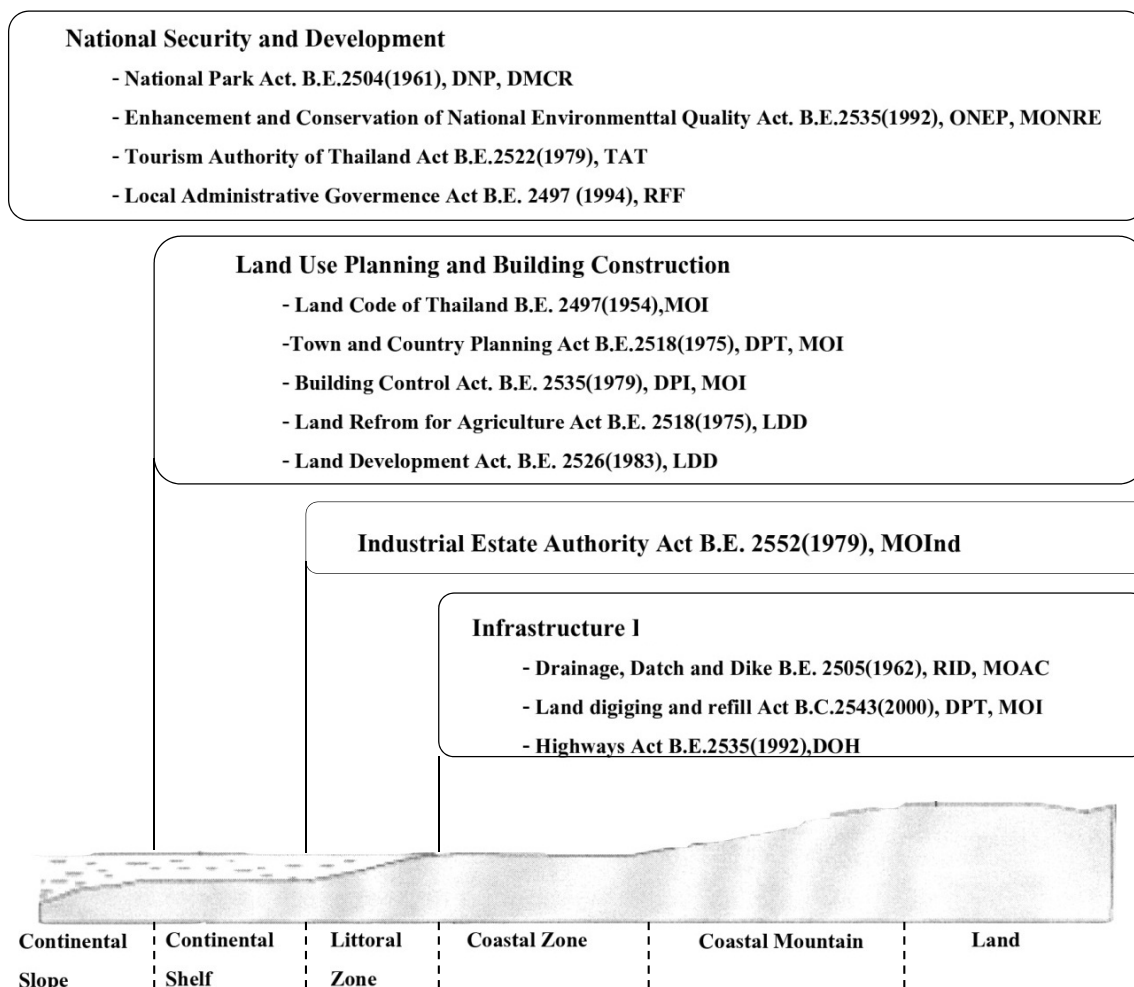 National Security and Development
- National Park Act. B.E.2504(1961), DNP, DMCR
- Enhancement and Conservation of National Environmenttal Quality Act. B.E.2535(1992), ONEP, MONRE
- Tourism Authority of Thailand Act B.E.2522(1979), TAT
- Local Administrative Govermence Act B.E. 2497 (1994), RFF
Land Use Planning and Building Construction
- Land Code of Thailand B.E. 2497(1954),MOI
-Town and Country Planning Act B.E.2518(1975), DPT, MOI
- Building Control Act. B.E. 2535(1979), DPI, MOI
- Land Refrom for Agriculture Act B.E. 2518(1975), LDD
- Land Development Act. B.E. 2526(1983), LDD
Industrial Estate Authority Act B.E. 2552(1979), MOInd
Infrastructure I
- Drainage, Datch and Dike B.E. 2505(1962), RID, MOAC
- Land digiging and refill Act B.C.2543(2000), DPT, MOI
- Highways Act B.E.2535(1992),DOH
Continental Slope
Continental Shelf
Littoral Zone
Coastal Zone
Coastal Mountain
Land